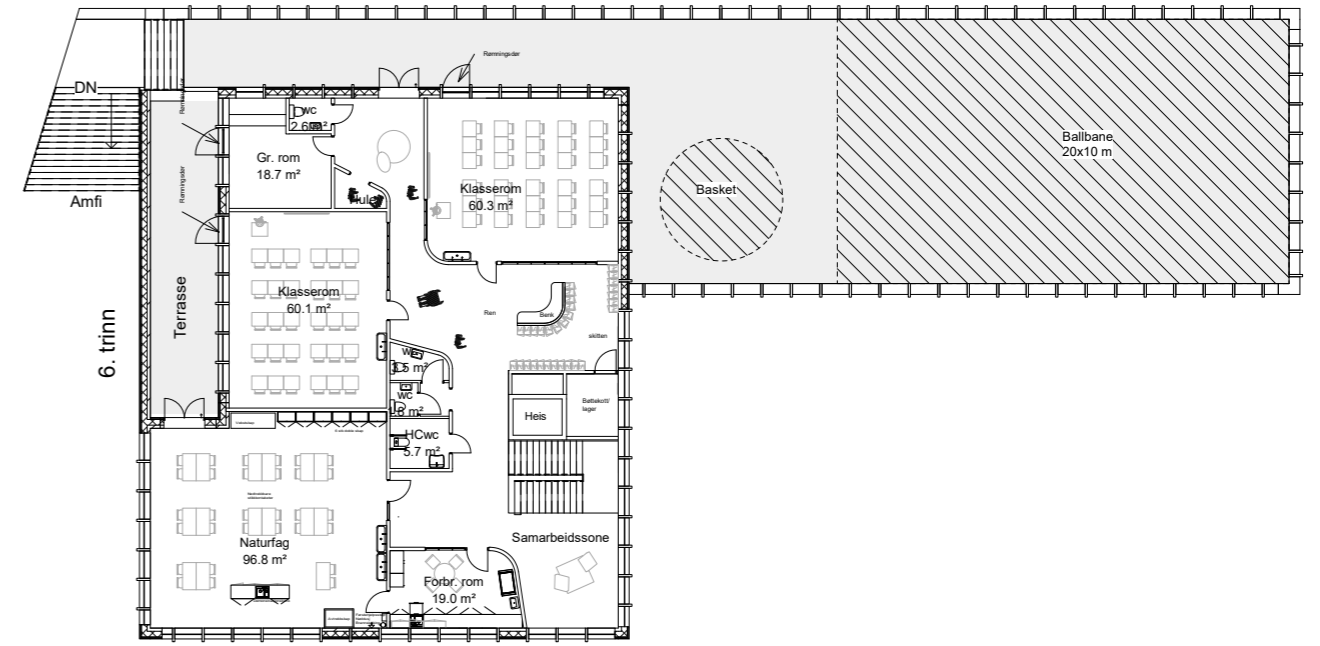 Rømningsdør
DN
wc
2.6 m²
Gr. rom
18.7 m²
Klasserom
60.3 m²
Ballbane
20x10 m
Rømningsdør
Basket
Amfi
Klasserom
60.1 m²
Terrasse
6. trinn
Ren
Benk
skitten
Bøttekott/
lager
wc
Heis
HCwc
5.7 m²
Naturfag
96.8 m²
Samarbeidssone
Forbr. rom
19.0 m²